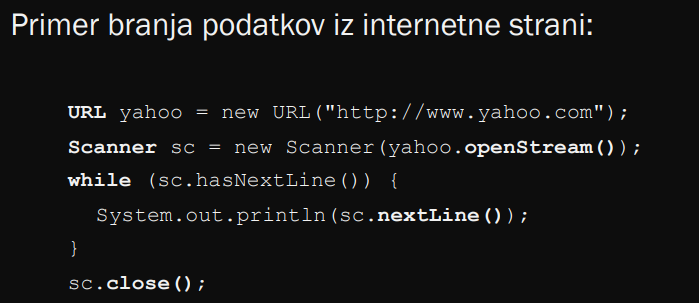 Primer branja podatkov iz internetne strani:
URL yahoo = new URL("http://www.yahoo.com");
Scanner sc = new Scanner(yahoo.openStream());
while (sc.hasNextLine()) {
System.out.println(sc.nextLine());
}
sc.close();